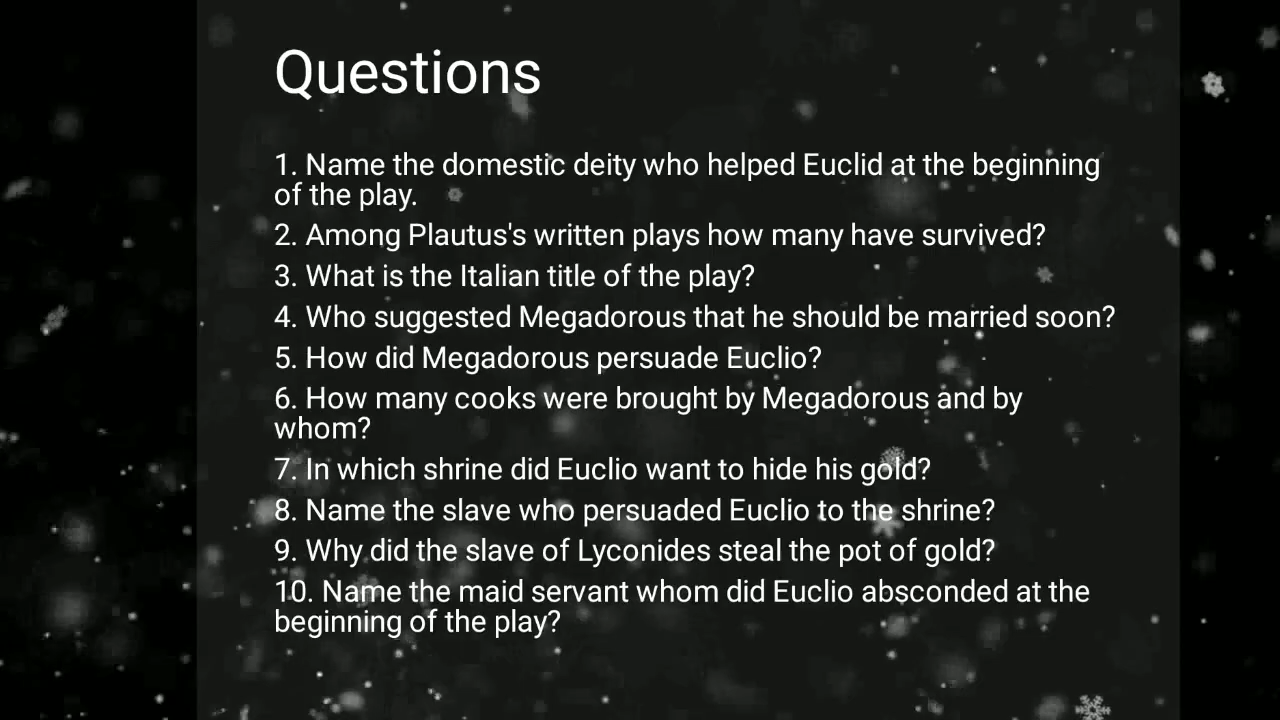 Questions
1. Name the domestic deity who helped Euclid at the beginning
of the play.
2. Among Plautus's written plays how many have survived?
3. What is the Italian title of the play?
4. Who suggested Megadorous that he should be married soon?
5. How did Megadorous persuade Euclio?
6. How many cooks were brought by Megadorous and by
whom?
7. In which shrine did Euclio want to hide his gold?
8. Name the slave who persuaded Euclio to the shrine?
9. Why did the slave of Lyconides steal the pot of gold?
10. Name the maid servant whom did Euclio absconded at the
beginning of the play?